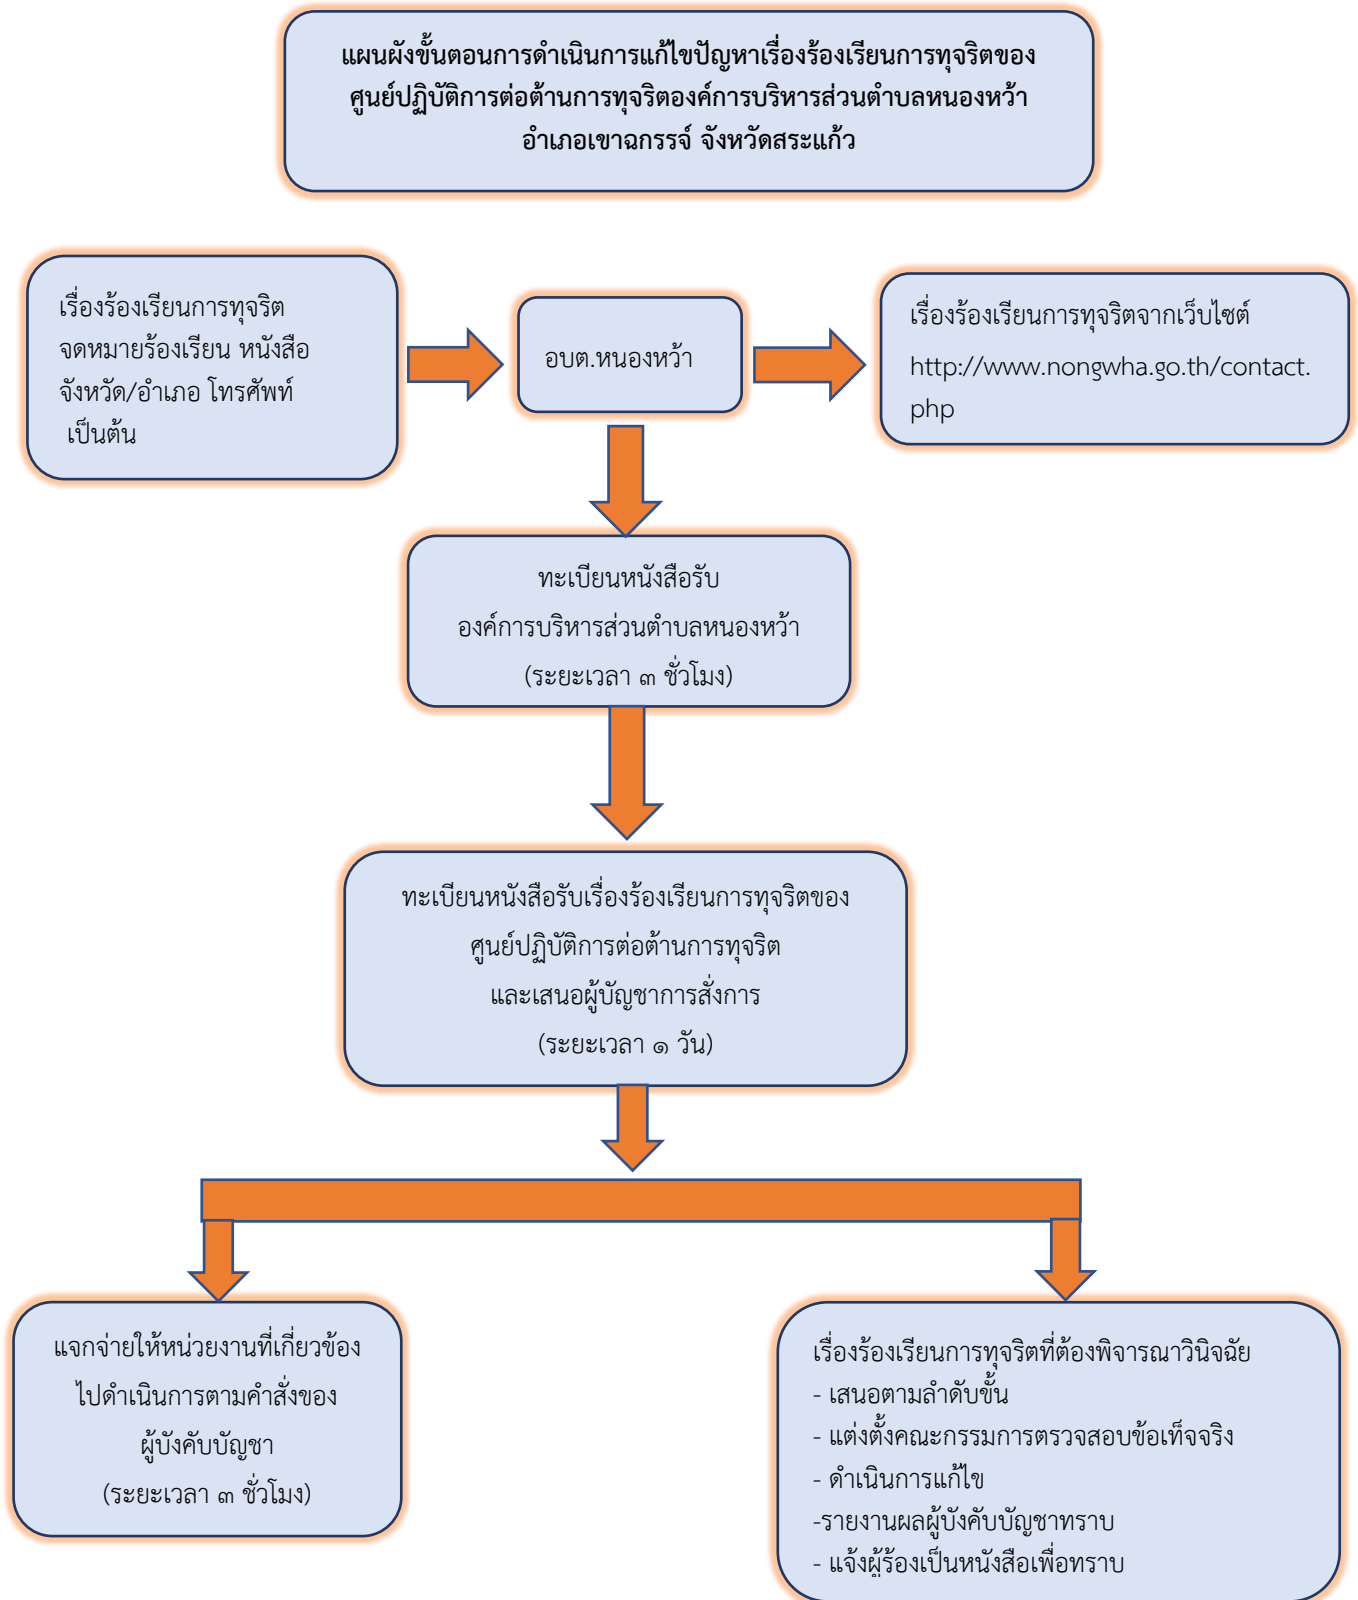 แผนผังขั้นตอนการดำเนินการแก้ไขปัญหาเรื่องร้องเรียนการทุจริตของ
ศูนย์ปฏิบัติการต่อต้านการทุจริตองค์การบริหารส่วนตำบลหนองหว้า
อำเภอเขาฉกรรจ์ จังหวัดสระแก้ว
เรื่องร้องเรียนการทุจริต
จดหมายร้องเรียน หนังสือ
จังหวัด/อำเภอ โทรศัพท์
เป็นต้น
อบต.หนองหว้า
เรื่องร้องเรียนการทุจริตจากเว็บไซต์
http://www.nongwha.go.th/contact.
php
ทะเบียนหนังสือรับ
องค์การบริหารส่วนตำบลหนองหว้า
(ระยะเวลา ๓ ชั่วโมง)
ทะเบียนหนังสือรับเรื่องร้องเรียนการทุจริตของ
ศูนย์ปฏิบัติการต่อต้านการทุจริต
และเสนอผู้บัญชาการสั่งการ
(ระยะเวลา ๑ วัน)
แจกจ่ายให้หน่วยงานที่เกี่ยวข้อง
ไปดำเนินการตามคำสั่งของ
ผู้บังคับบัญชา
(ระยะเวลา ๓ ชั่วโมง)
เรื่องร้องเรียนการทุจริตที่ต้องพิจารณาวินิจฉัย
- เสนอตามลำดับขั้น
- แต่งตั้งคณะกรรมการตรวจสอบข้อเท็จจริง
- ดำเนินการแก้ไข
-รายงานผลผู้บังคับบัญชาทราบ
- แจ้งผู้ร้องเป็นหนังสือเพื่อทราบ